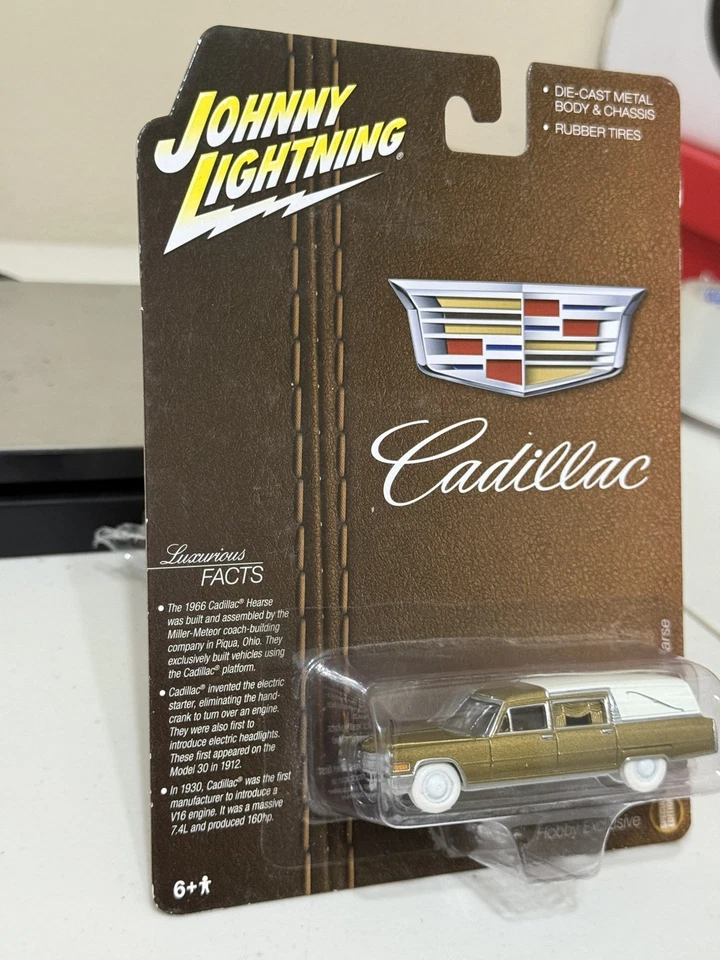 JOHNNY
LIGHTNING®
• DIE-CAST METAL
BODY & CHASSIS
• RUBBER TIRES
Cadillac
Luxurious
FACTS
• The 1966 Cadillac® Hearse
was built and assembled by the
Miller-Meteor coach-building
company in Piqua, Ohio. They
exclusively built vehicles using
the Cadillac® platform.
• Cadillac® invented the electric
starter, eliminating the hand-
crank to turn over an engine.
They were also first to
introduce electric headlights.
These first appeared on the
Model 30 in 1912.
• In 1930, Cadillac® was the first
manufacturer to introduce a
V16 engine. It was a massive
7.4L and produced 160hp.
6+
arse
Hobby Exclusive